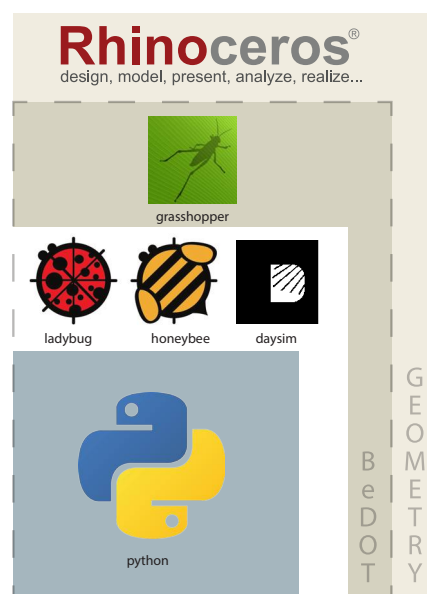 Rhinoceros®
design, model, present, analyze, realize...
grasshopper
ladybug honeybee daysim
python
BeDOT
GEOMETRY